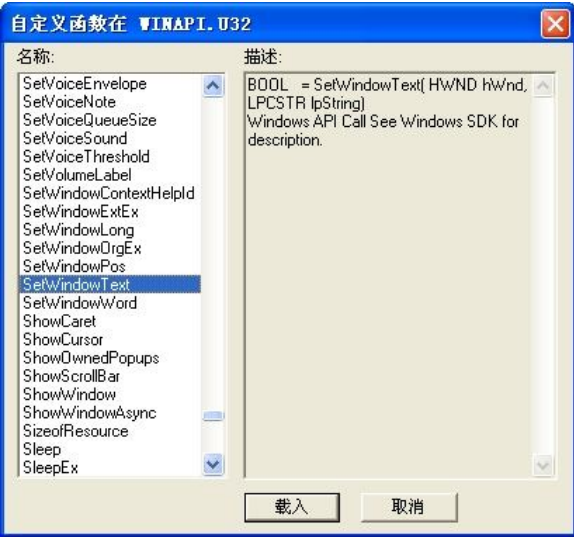 自定义函数在 WINAPI.U32
名称:
SetVoiceEnvelope
SetVoiceNote
SetVoiceQueueSize
SetVoiceSound
SetVoiceThreshold
SetVolumeLabel
SetWindowContextHelpId
SetWindowExtEx
SetWindowLong
SetWindowOrgEx
SetWindowPos
SetWindowText
SetWindowWord
ShowCaret
ShowCursor
ShowOwnedPopups
ShowScrollBar
ShowWindow
ShowWindowAsync
SizeofResource
Sleep
SleepEx
描述:
BOOL = SetWindowText( HWND hWnd,
LPCSTR lpString)
Windows API Call See Windows SDK for
description.
载入
取消